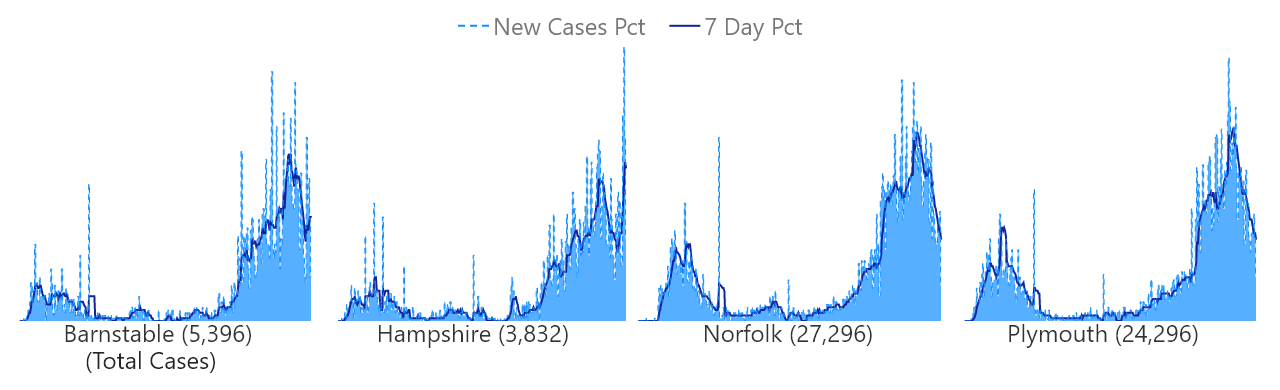 New Cases Pct 7 Day Pct
Barnstable (5,396) Hampshire (3,832) Norfolk (27,296) Plymouth (24,296)
(Total Cases)